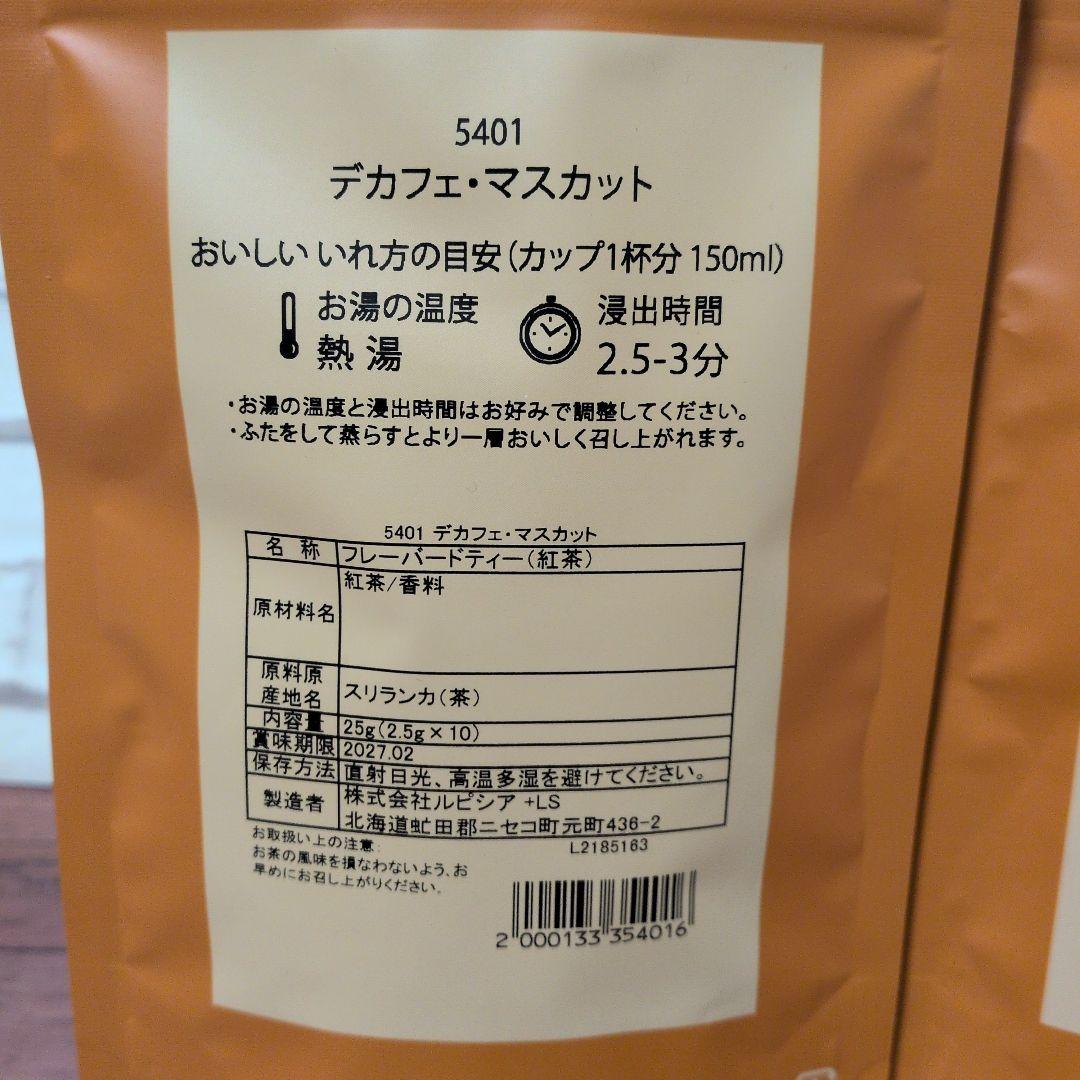 5401
デカフェ・マスカット
おいしい いれ方の目安(カップ1杯分 150ml)
お湯の温度
熱湯
浸出時間
2.5-3分
・お湯の温度と浸出時間はお好みで調整してください。
・ふたをして蒸らすとより一層おいしく召し上がれます。
5401 デカフェ・マスカット
名 称 フレーバードティー(紅茶)
原材料名 紅茶/香料
原料原
産地名 スリランカ(茶)
内容量 25g(2.5g×10)
賞味期限 2027.02
保存方法 直射日光、高温多湿を避けてください。
製造者 株式会社ルピシア +LS
北海道虻田郡ニセコ町元町436-2
L2185163
お取扱い上の注意:
お茶の風味を損なわないよう、お
早めにお召し上がりください。
2 000133 354016